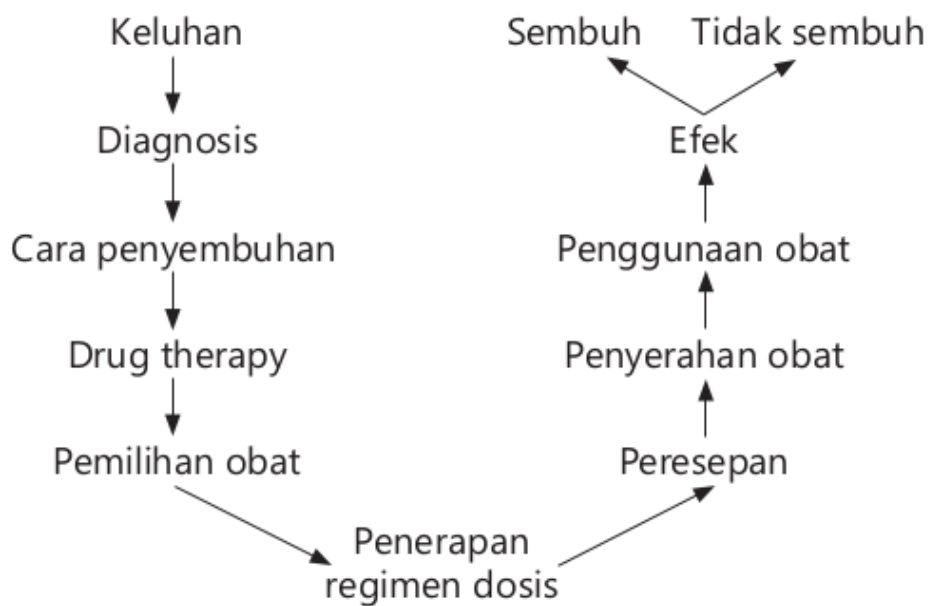 Keluhan
Diagnosis
Cara penyembuhan
Drug therapy
Pemilihan obat
Penerapan
regimen dosis
Peresepan
Penyerahan obat
Penggunaan obat
Efek
Sembuh
Tidak sembuh